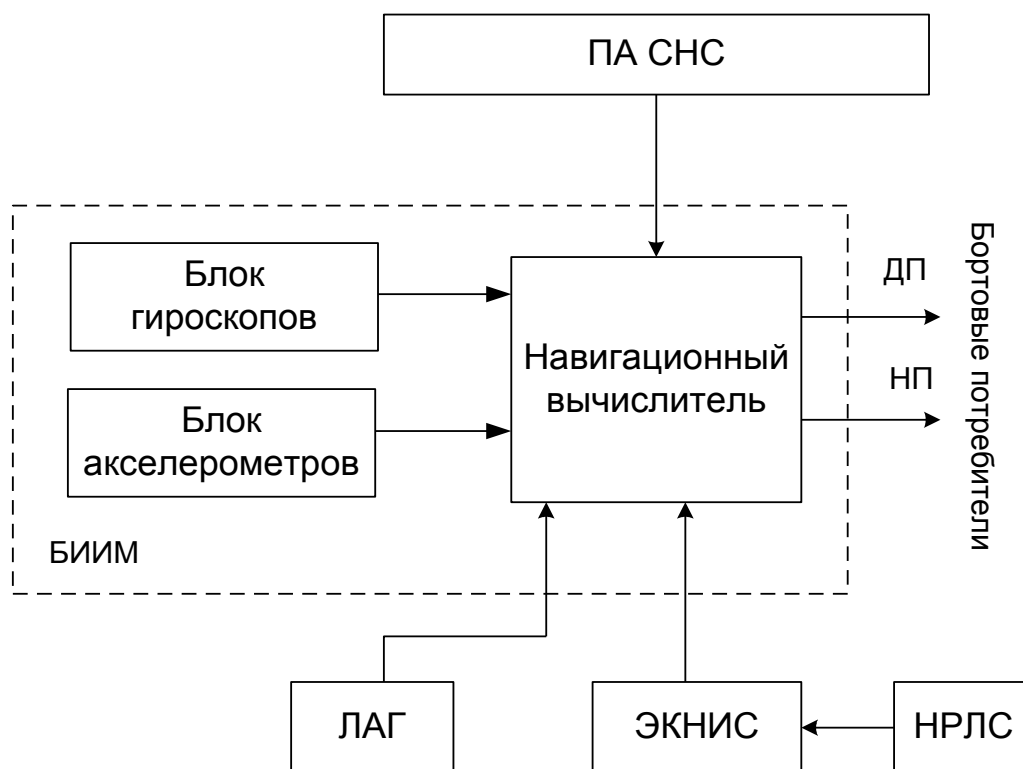 ПА СНС
Блок
гироскопов
Блок
акселерометров
Навигационный
вычислитель
ДП
НП
Бортовые потребители
БИИМ
ЛАГ
ЭКНИС
НРЛС